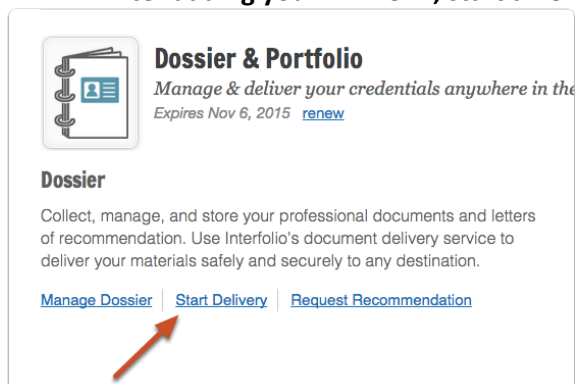 Dossier & Portfolio
Manage & deliver your credentials anywhere in the
Expires Nov 6, 2015 renew
Dossier
Collect, manage, and store your professional documents and letters
of recommendation. Use Interfolio's document delivery service to
deliver your materials safely and securely to any destination.
Manage Dossier Start Delivery Request Recommendation